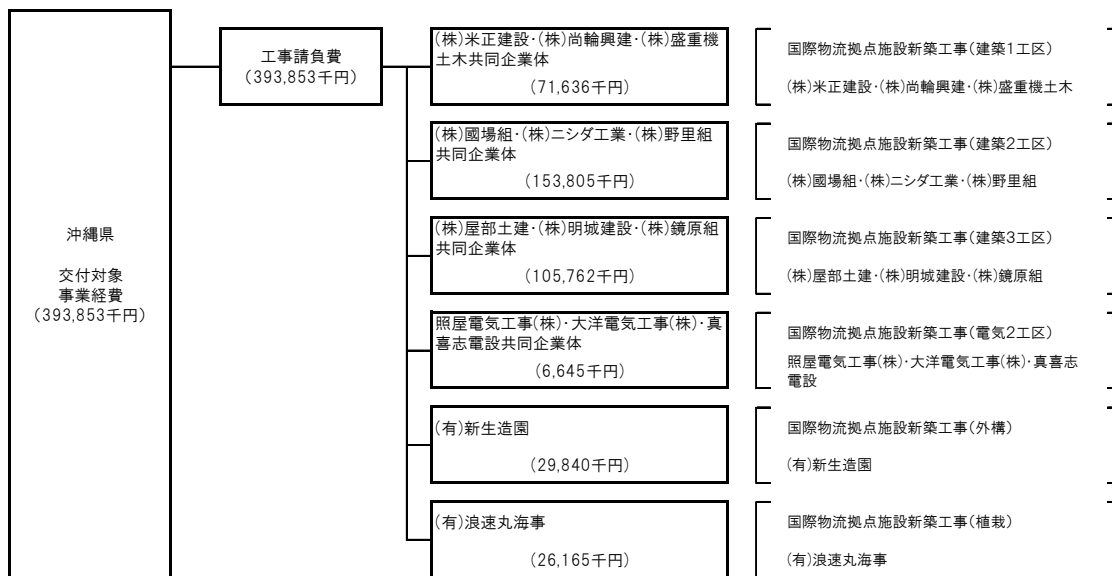 沖縄県
交付対象
事業経費
(393,853千円)
工事請負費
(393,853千円)
(株)米正建設・(株)尚輪興建・(株)盛重機
土木共同企業体
(71,636千円)
国際物流拠点施設新築工事(建築1工区)
(株)米正建設・(株)尚輪興建・(株)盛重機土木
(株)國場組・(株)ニシダ工業・(株)野里組
共同企業体
(153,805千円)
国際物流拠点施設新築工事(建築2工区)
(株)國場組・(株)ニシダ工業・(株)野里組
(株)屋部土建・(株)明城建設・(株)鏡原組
共同企業体
(105,762千円)
国際物流拠点施設新築工事(建築3工区)
(株)屋部土建・(株)明城建設・(株)鏡原組
照屋電気工事(株)・大洋電気工事(株)・真
喜志電設共同企業体
(6,645千円)
国際物流拠点施設新築工事(電気2工区)
照屋電気工事(株)・大洋電気工事(株)・真喜志
電設
(有)新生造園
(29,840千円)
国際物流拠点施設新築工事(外構)
(有)新生造園
(有)浪速丸海事
(26,165千円)
国際物流拠点施設新築工事(植栽)
(有)浪速丸海事